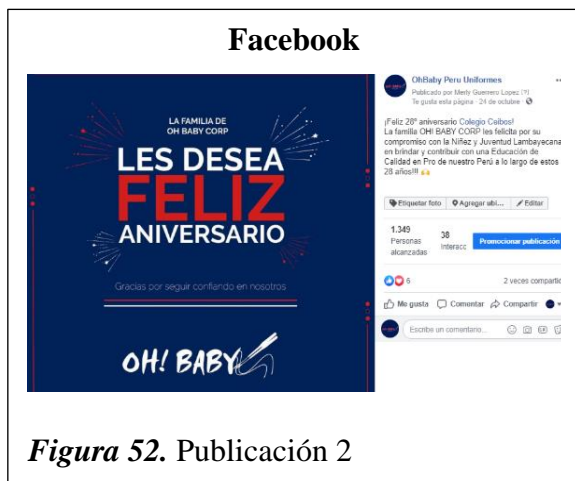 Facebook
LA FAMILIA DE
OH BABY CORP
LES DESEA
FELIZ
ANIVERSARIO
Gracias por seguir confiando en nosotros
OH! BABY
OhBaby Peru Uniformes
Publicado por Merly Guerrero Lopez [?]
Te gusta esta página · 24 de octubre ·
¡Feliz 28° aniversario Colegio Ceibos!
La familia OH! BABY CORP les felicita por su
compromiso con la Niñez y Juventud Lambayecana
en brindar y contribuir con una Educación de
Calidad en Pro de nuestro Perú a lo largo de estos
28 años!!! 🙌
Etiquetar foto Agregar ubi... Editar
1.349
Personas
alcanzadas
38
Interacc
Promocionar publicación
6 2 veces compartic
Me gusta Comentar Compartir
Escribe un comentario...
Figura 52. Publicación 2